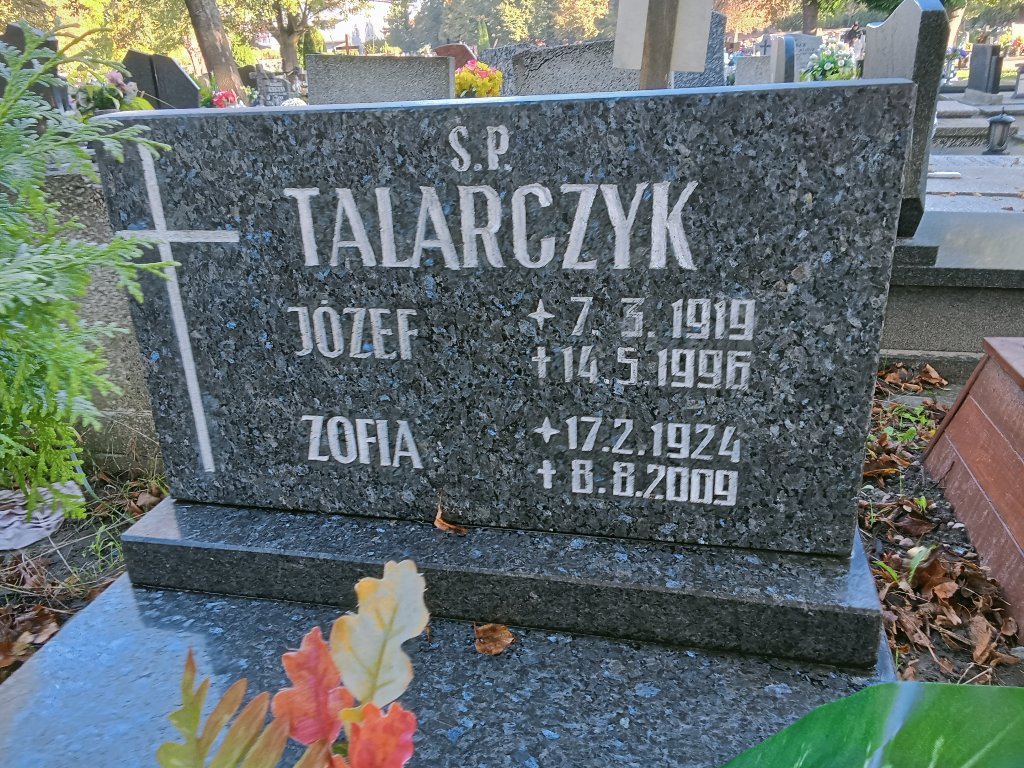 Ś.P.
TALARCZYK
JÓZEF ✦ 7. 3. 1919
✝ 14.5.1996
ZOFIA ✦ 17.2.1924
✝ 8.8.2009